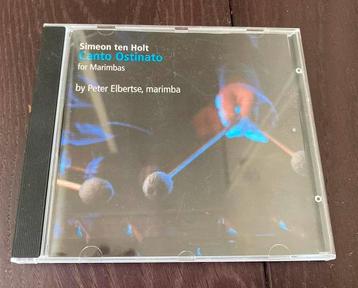 Simeon ten Holt
Canto Ostinato
for Marimbas
by Peter Elbertse, marimba